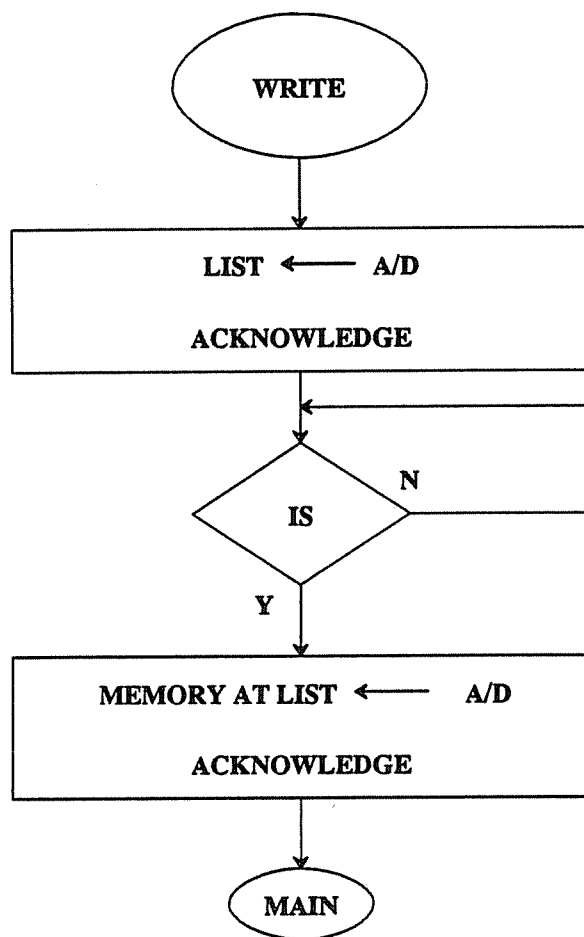 WRITE
LIST A/D
ACKNOWLEDGE
N
IS
Y
MEMORY AT LIST A/D
ACKNOWLEDGE
MAIN